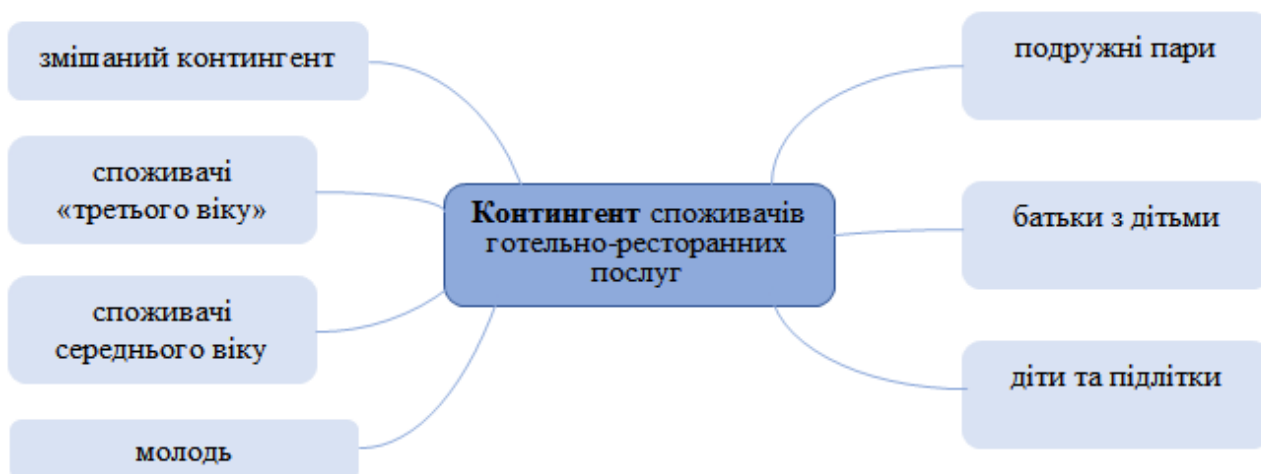 змішаний контингент
споживачі
«третього віку»
споживачі
середнього віку
молодь
Контингент споживачів
готельно-ресторанних
послуг
подружні пари
батьки з дітьми
діти та підлітки